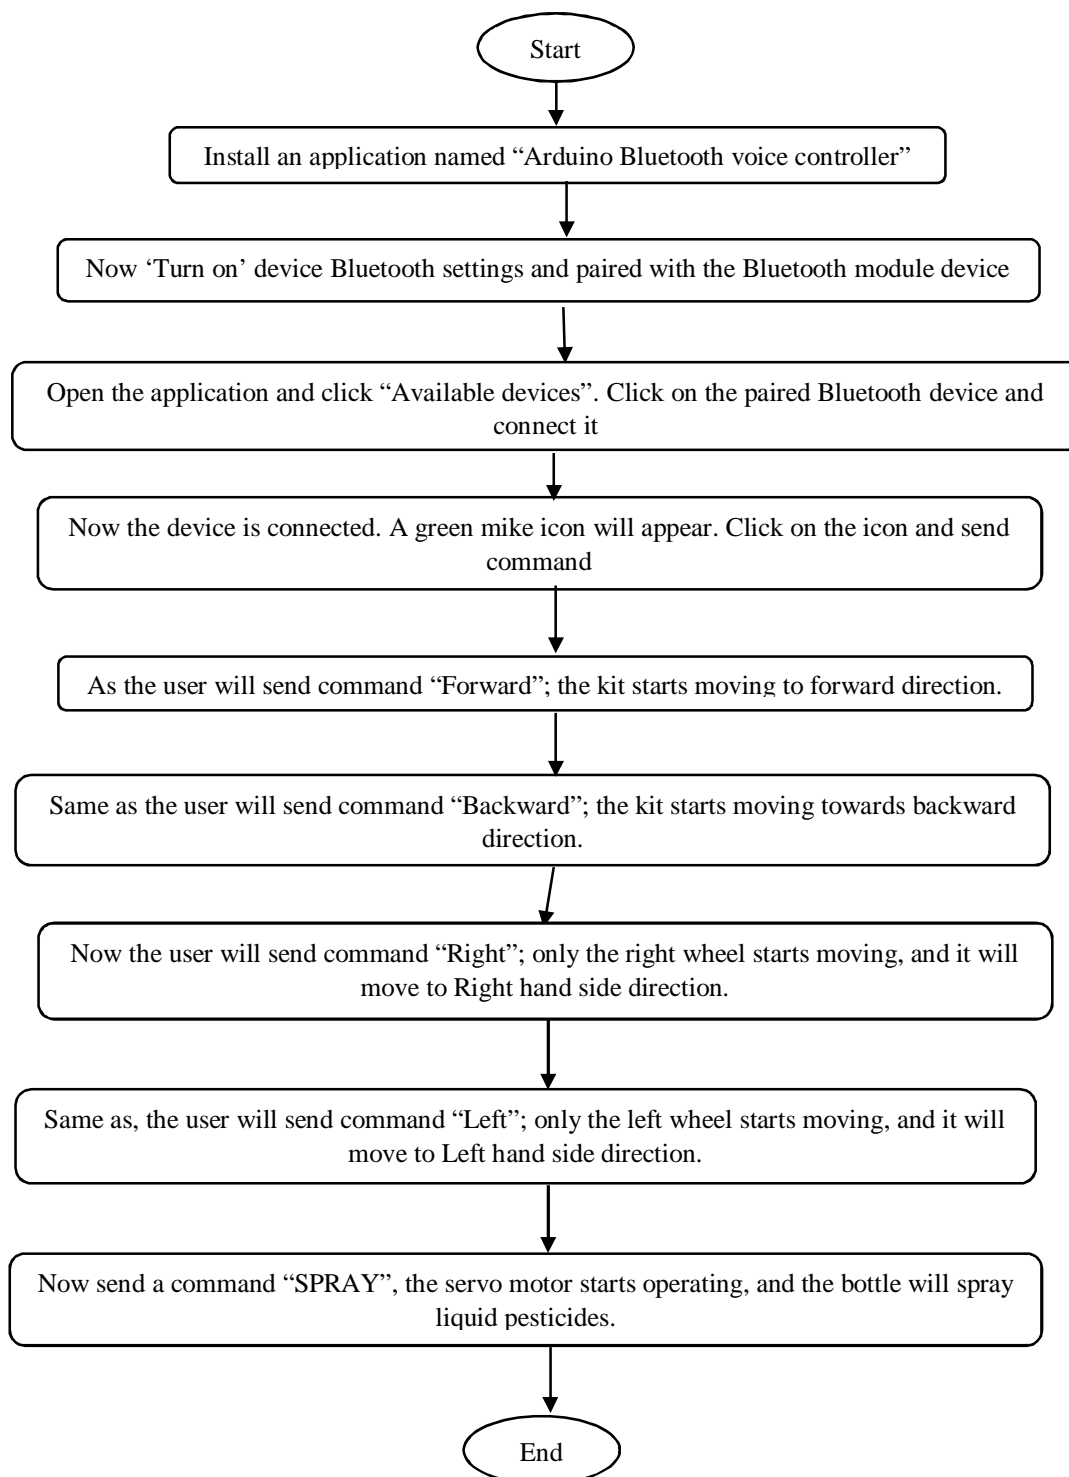 Start
Install an application named “Arduino Bluetooth voice controller”
Now ‘Turn on’ device Bluetooth settings and paired with the Bluetooth module device
Open the application and click “Available devices”. Click on the paired Bluetooth device and
connect it
Now the device is connected. A green mike icon will appear. Click on the icon and send
command
As the user will send command “Forward”; the kit starts moving to forward direction.
Same as the user will send command “Backward”; the kit starts moving towards backward
direction.
Now the user will send command “Right”; only the right wheel starts moving, and it will
move to Right hand side direction.
Same as, the user will send command “Left”; only the left wheel starts moving, and it will
move to Left hand side direction.
Now send a command “SPRAY”, the servo motor starts operating, and the bottle will spray
liquid pesticides.
End